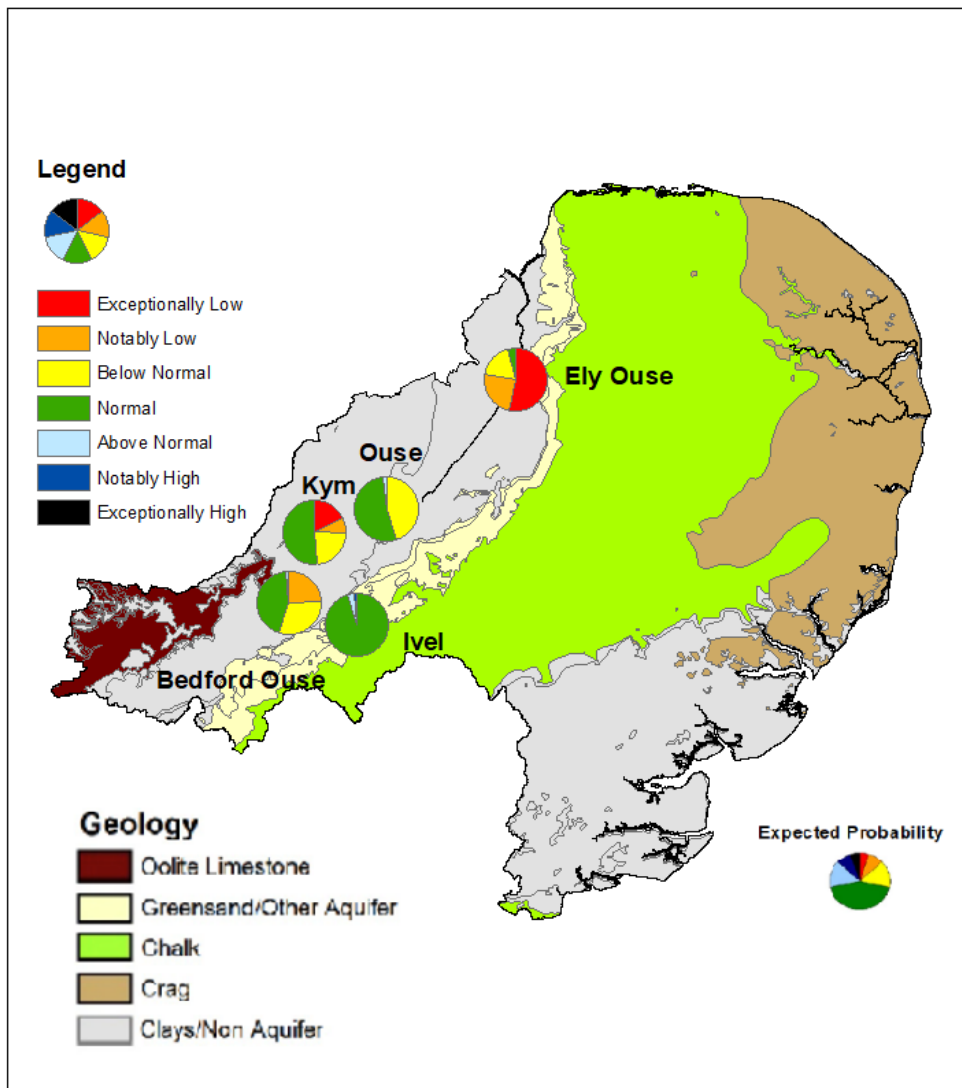 Legend
Exceptionally Low
Notably Low
Below Normal
Normal
Above Normal
Notably High
Exceptionally High
Ely Ouse
Ouse
Kym
Ivel
Bedford Ouse
Geology
Oolite Limestone
Greensand/Other Aquifer
Chalk
Crag
Clays/Non Aquifer
Expected Probability